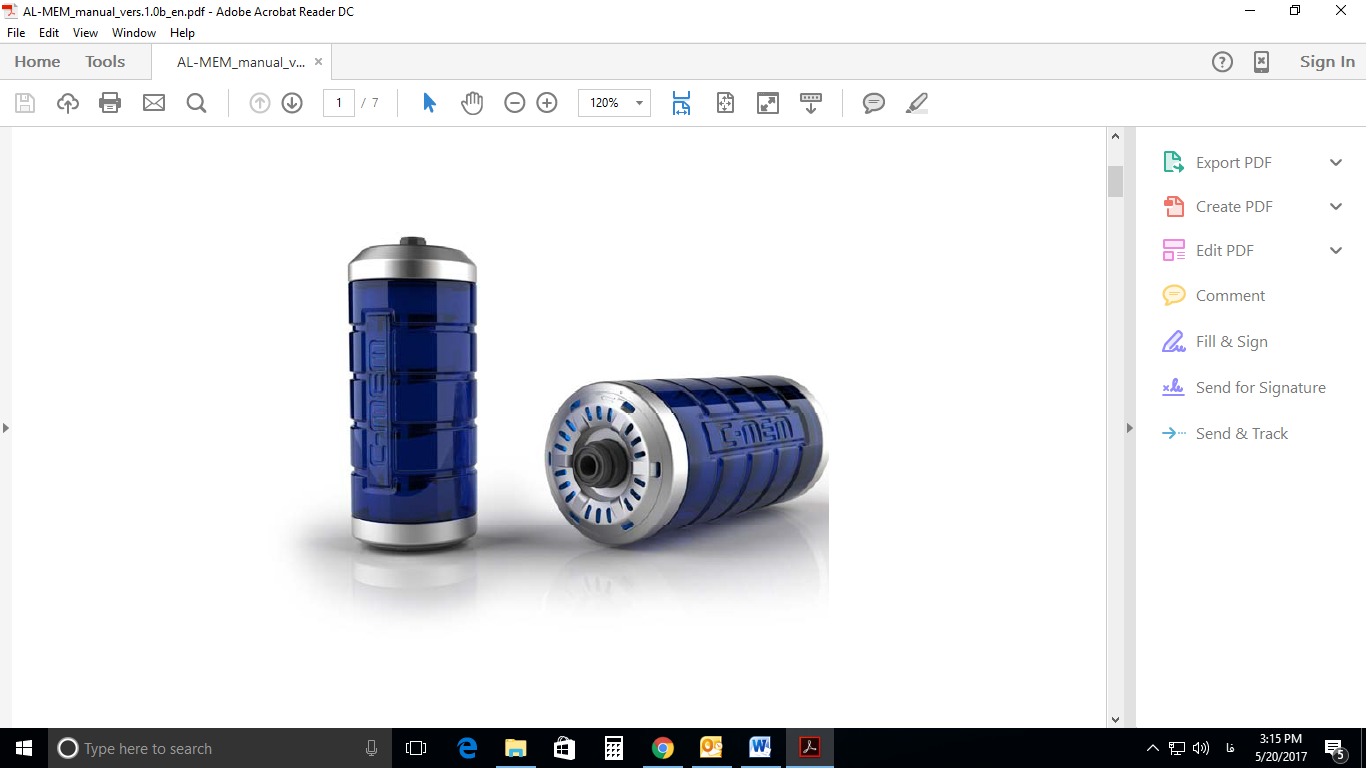 AL-MEM_manual_vers.1.0b_en.pdf - Adobe Acrobat Reader DC
File Edit View Window Help
Home Tools AL-MEM_manual_v... × Sign In
1 / 7 120%
Export PDF
Create PDF
Edit PDF
Comment
Fill & Sign
Send for Signature
Send & Track
C-MEM
C-MEM
Type here to search
فا
3:15 PM
5/20/2017
5